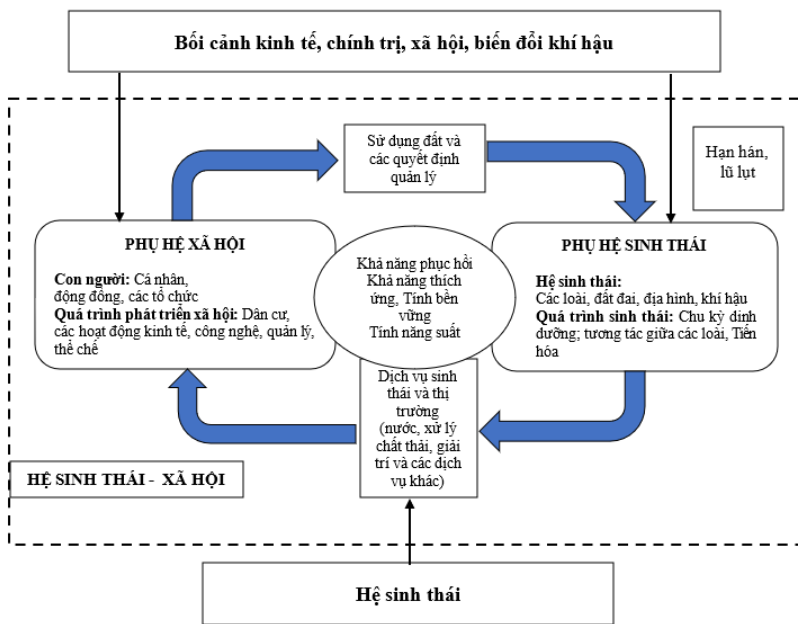 Bối cảnh kinh tế, chính trị, xã hội, biến đổi khí hậu
Sử dụng đất và
các quyết định
quản lý
Hạn hán,
lũ lụt
PHỤ HỆ XÃ HỘI
Con người: Cá nhân,
động đồng, các tổ chức
Quá trình phát triển xã hội: Dân cư,
các hoạt động kinh tế, công nghệ, quản lý,
thể chế
Khả năng phục hồi
Khả năng thích
ứng, Tính bền
vững
Tính năng suất
PHỤ HỆ SINH THÁI
Hệ sinh thái:
Các loài, đất đai, địa hình, khí hậu
Quá trình sinh thái: Chu kỳ dinh
dưỡng; tương tác giữa các loài, Tiến
hóa
Dịch vụ sinh
thái và thị
trường
(nước, xử lý
chất thải, giải
trí và các dịch
vụ khác)
HỆ SINH THÁI - XÃ HỘI
Hệ sinh thái